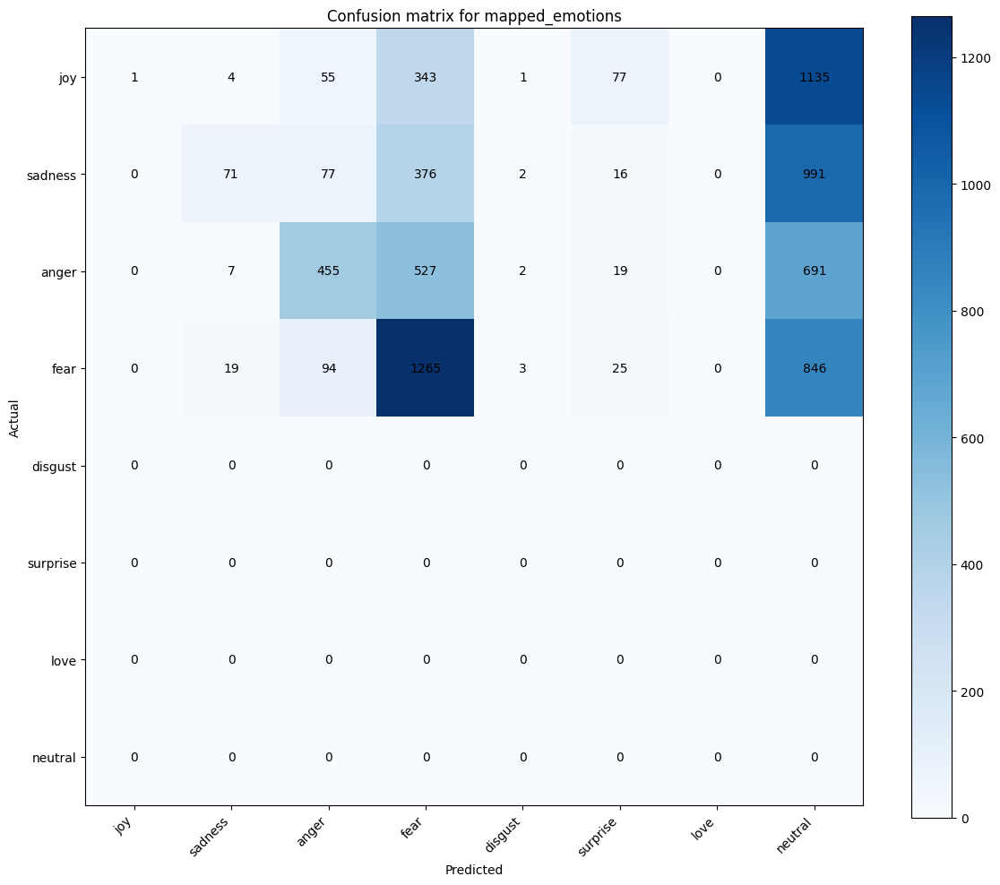 Confusion matrix for mapped_emotions
joy 1 4 55 343 1 77 0 1135
sadness 0 71 77 376 2 16 0 991
anger 0 7 455 527 2 19 0 691
fear 0 19 94 1265 3 25 0 846
disgust 0 0 0 0 0 0 0 0
surprise 0 0 0 0 0 0 0 0
love 0 0 0 0 0 0 0 0
neutral 0 0 0 0 0 0 0 0
Actual
joy sadness anger fear disgust surprise love neutral
Predicted
1200
1000
800
600
400
200
0